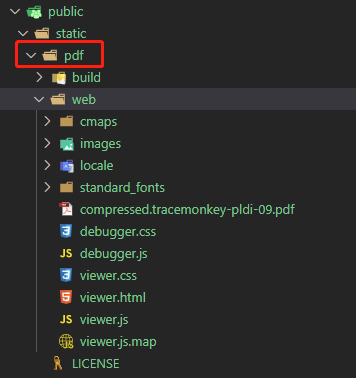 public
static
pdf
build
web
cmaps
images
locale
standard_fonts
compressed.tracemonkey-pldi-09.pdf
debugger.css
JS debugger.js
viewer.css
viewer.html
JS viewer.js
viewer.js.map
LICENSE